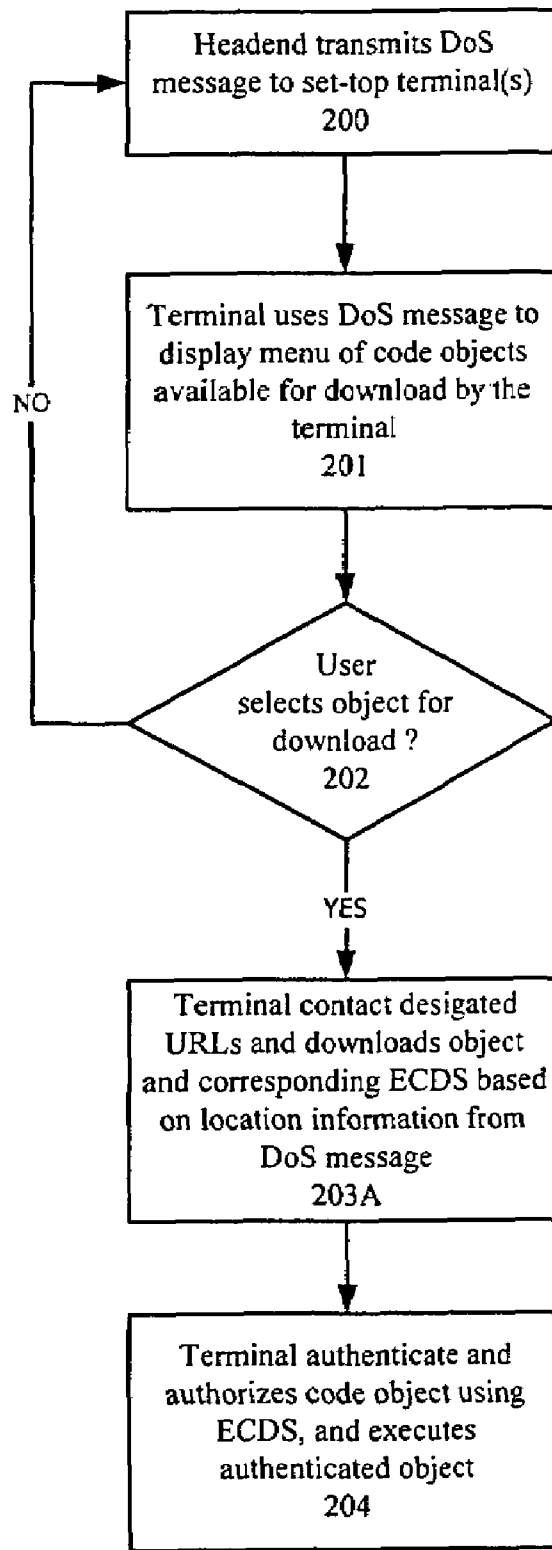 Headend transmits DoS
message to set-top terminal(s)
200
Terminal uses DoS message to
display menu of code objects
available for download by the
terminal
201
NO
User
selects object for
download ?
202
YES
Terminal contact desigated
URLs and downloads object
and corresponding ECDS based
on location information from
DoS message
203A
Terminal authenticate and
authorizes code object using
ECDS, and executes
authenticated object
204